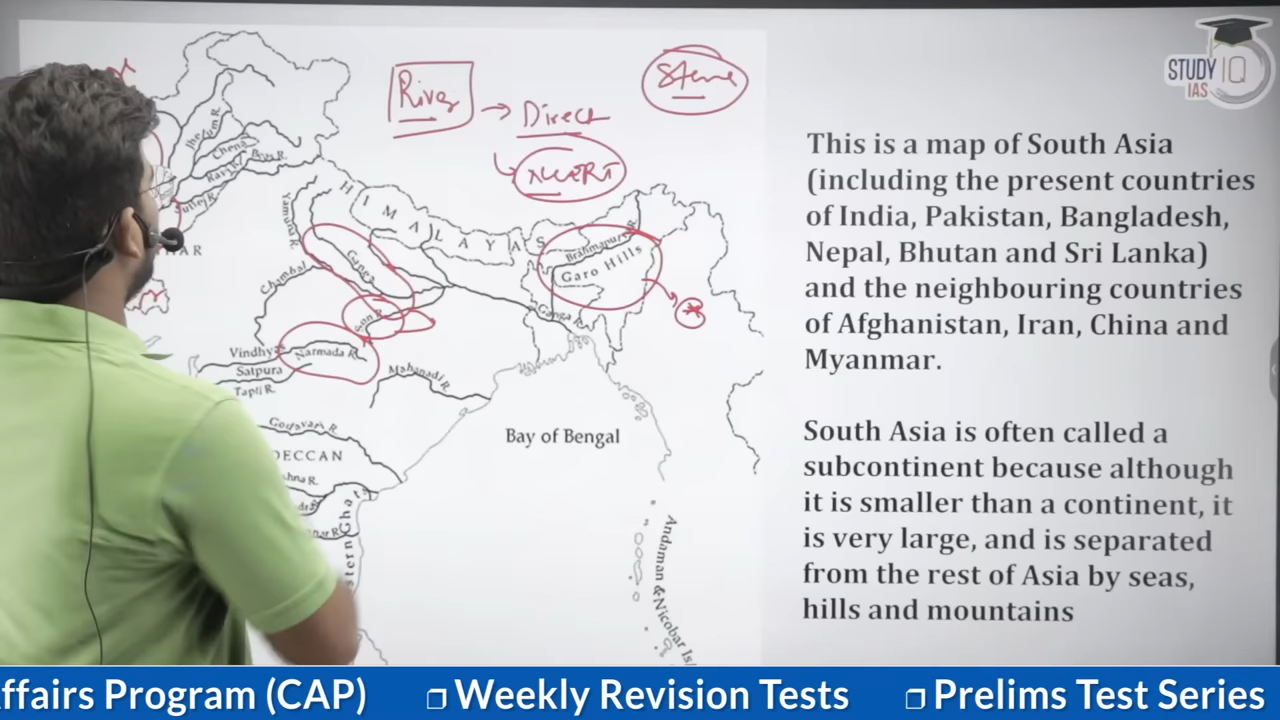 STUDY IQ
IAS
River
Direct
NCERT
Stone
This is a map of South Asia
(including the present countries
of India, Pakistan, Bangladesh,
Nepal, Bhutan and Sri Lanka)
and the neighbouring countries
of Afghanistan, Iran, China and
Myanmar.
South Asia is often called a
subcontinent because although
it is smaller than a continent, it
is very large, and is separated
from the rest of Asia by seas,
hills and mountains
Ravi R.
Sutlej R.
Yamuna R.
HIMALAYAS
Chambal
Ganga
Brahmaputra R.
Garo Hills
Ganga R.
Vindhyas
Narmada R.
Satpura
Tapti R.
Mahanadi R.
Godavari R.
DECCAN
Bay of Bengal
Andaman & Nicobar Is
ffairs Program (CAP) ❒ Weekly Revision Tests ❒ Prelims Test Series